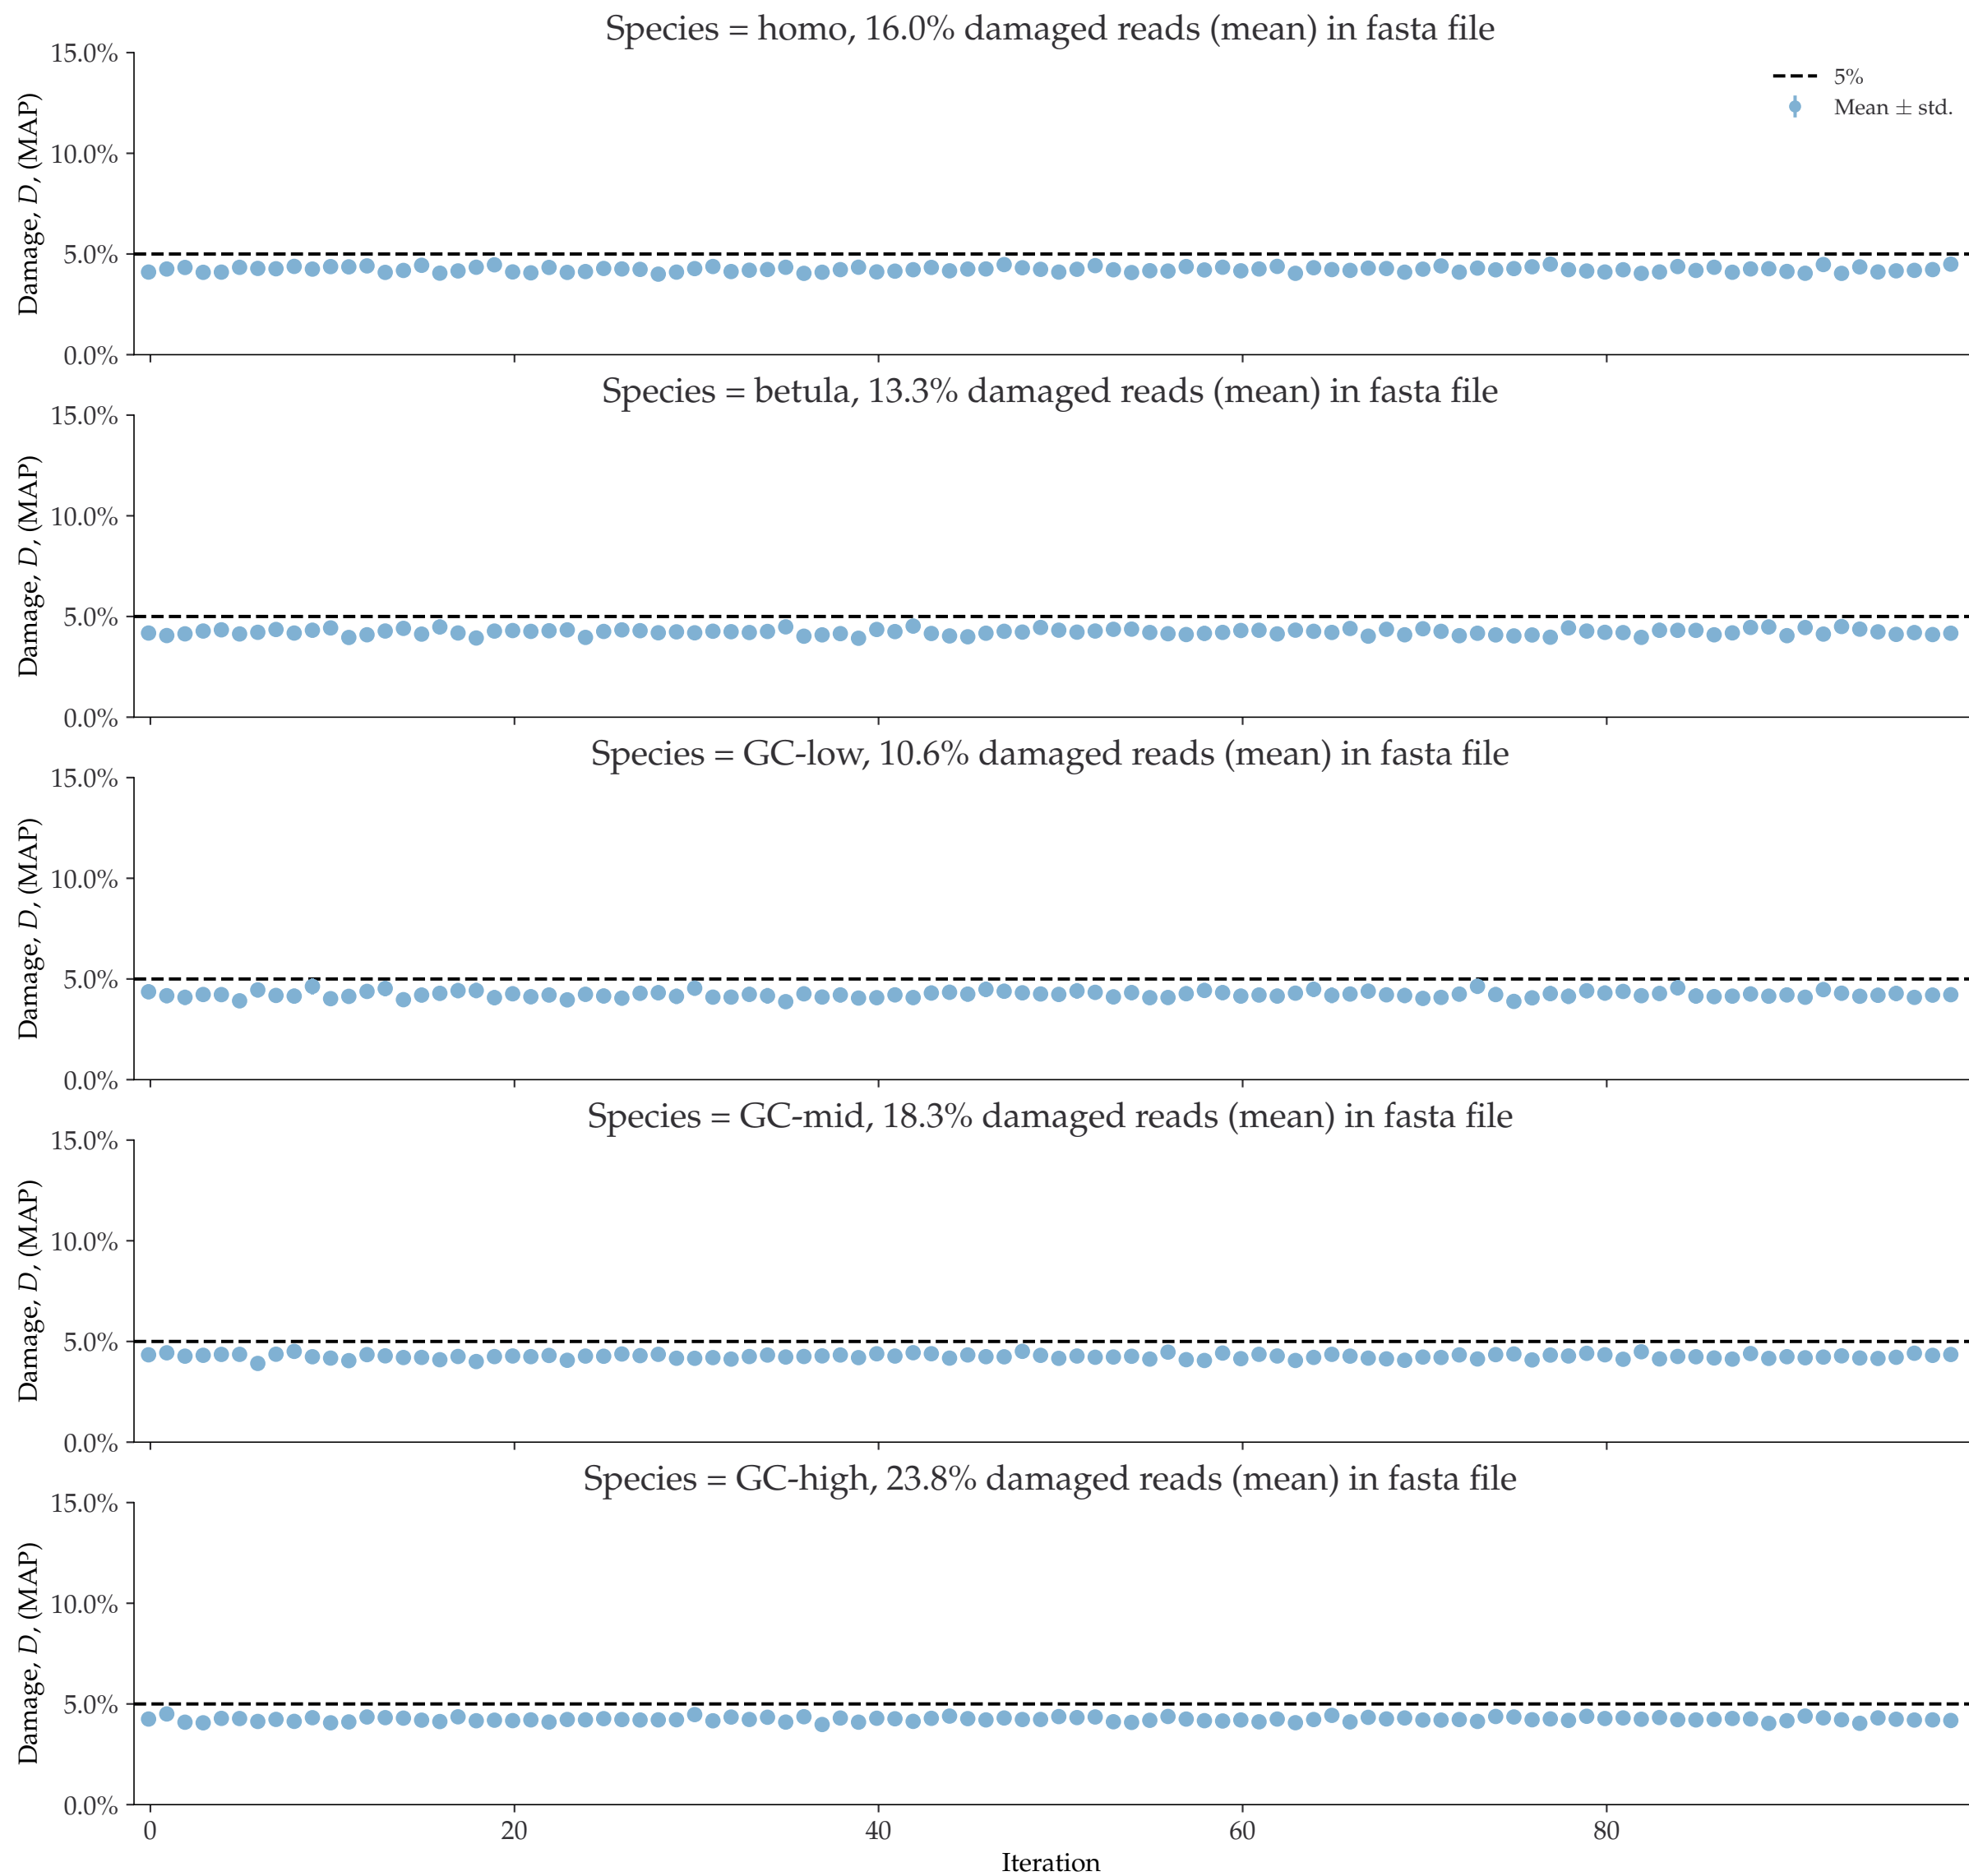 Species = homo, 16.0% damaged reads (mean) in fasta file
15.0%
10.0%
5.0%
0.0%
Damage, D, (MAP)
5%
Mean ± std.
Species = betula, 13.3% damaged reads (mean) in fasta file
15.0%
10.0%
5.0%
0.0%
Damage, D, (MAP)
Species = GC-low, 10.6% damaged reads (mean) in fasta file
15.0%
10.0%
5.0%
0.0%
Damage, D, (MAP)
Species = GC-mid, 18.3% damaged reads (mean) in fasta file
15.0%
10.0%
5.0%
0.0%
Damage, D, (MAP)
Species = GC-high, 23.8% damaged reads (mean) in fasta file
15.0%
10.0%
5.0%
0.0%
Damage, D, (MAP)
0 20 40 60 80
Iteration